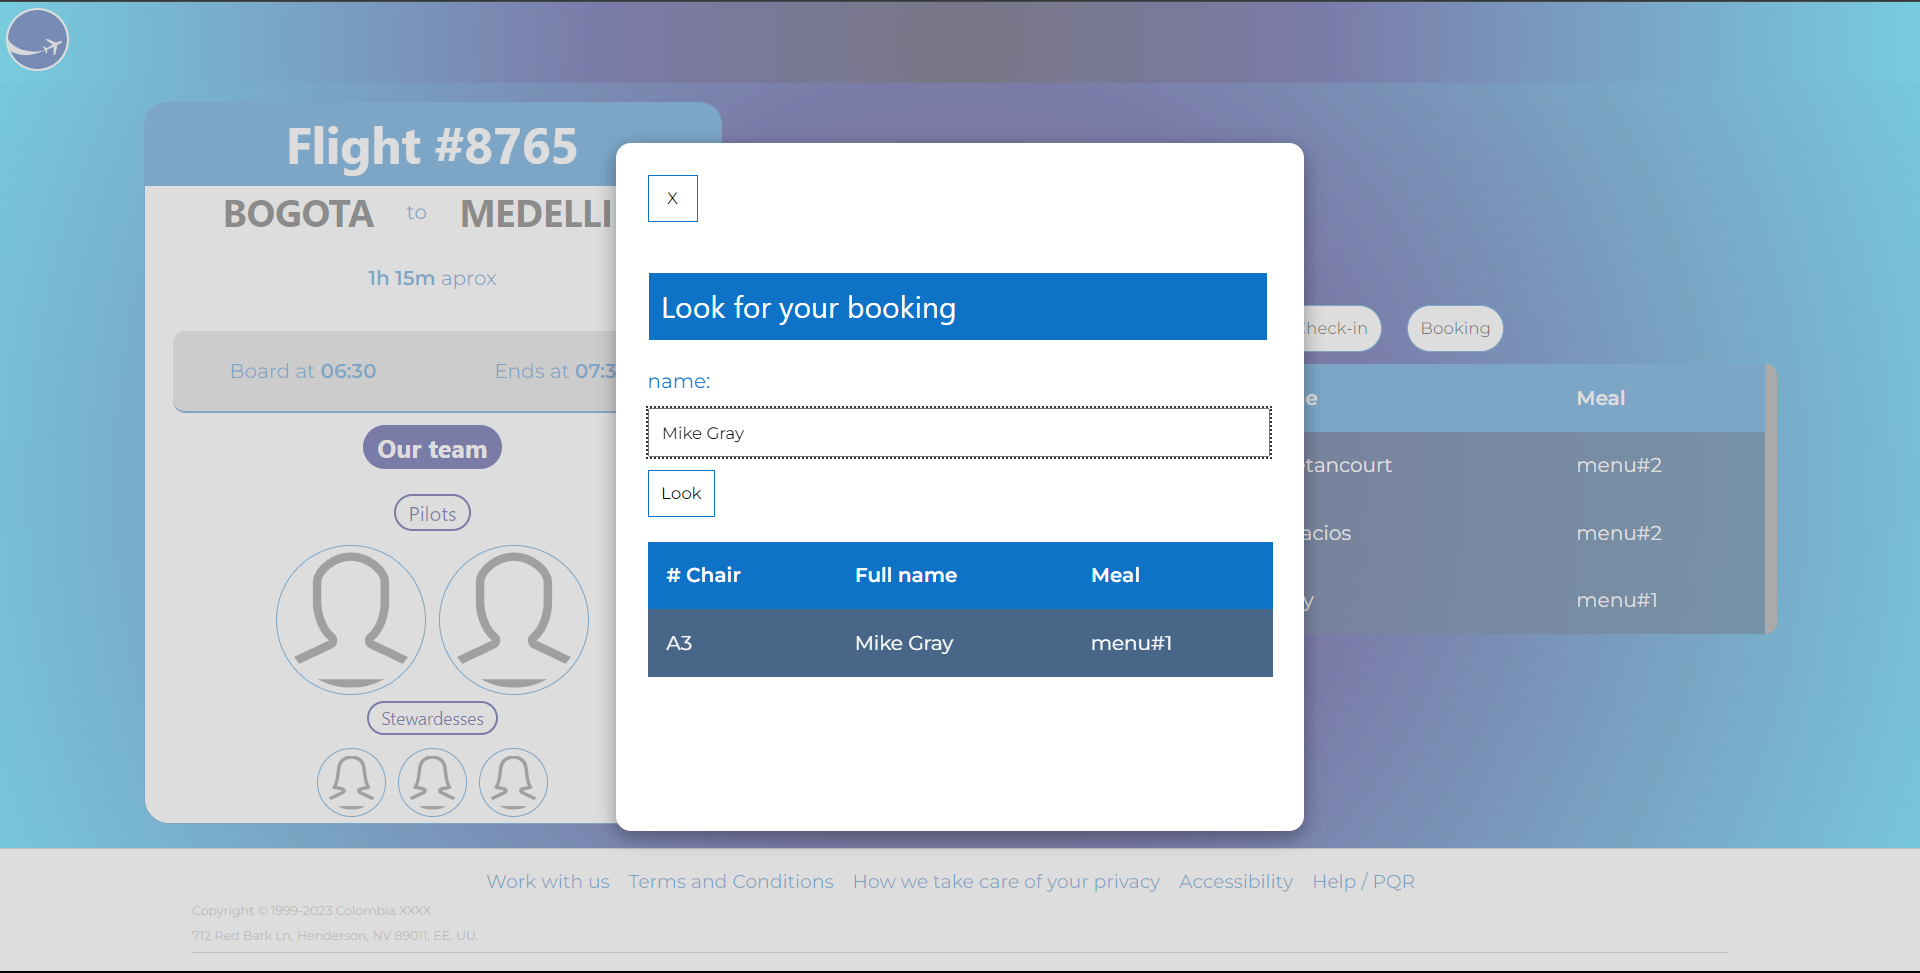 Flight #8765
BOGOTA to MEDELLI
1h 15m aprox
Board at 06:30 Ends at 07:3
Our team
Pilots
Stewardesses
X
Look for your booking
name:
Mike Gray
Look
# Chair Full name Meal
A3 Mike Gray menu#1
heck-in Booking
e Meal
tancourt menu#2
acios menu#2
y menu#1
Work with us Terms and Conditions How we take care of your privacy Accessibility Help / PQR
Copyright © 1999-2023 Colombia XXXX.
712 Red Bark Ln, Henderson, NV 89011, EE. UU.